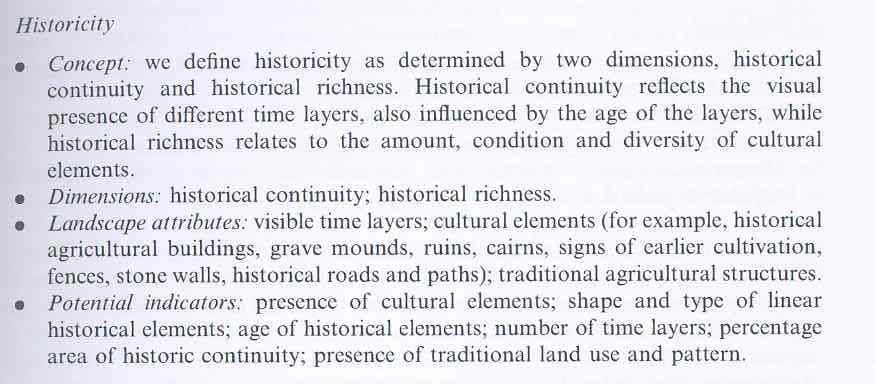 Historicity
• Concept: we define historicity as determined by two dimensions, historical
continuity and historical richness. Historical continuity reflects the visual
presence of different time layers, also influenced by the age of the layers, while
historical richness relates to the amount, condition and diversity of cultural
elements.
• Dimensions: historical continuity; historical richness.
• Landscape attributes: visible time layers; cultural elements (for example, historical
agricultural buildings, grave mounds, ruins, cairns, signs of earlier cultivation,
fences, stone walls, historical roads and paths); traditional agricultural structures.
• Potential indicators: presence of cultural elements; shape and type of linear
historical elements; age of historical elements; number of time layers; percentage
area of historic continuity; presence of traditional land use and pattern.